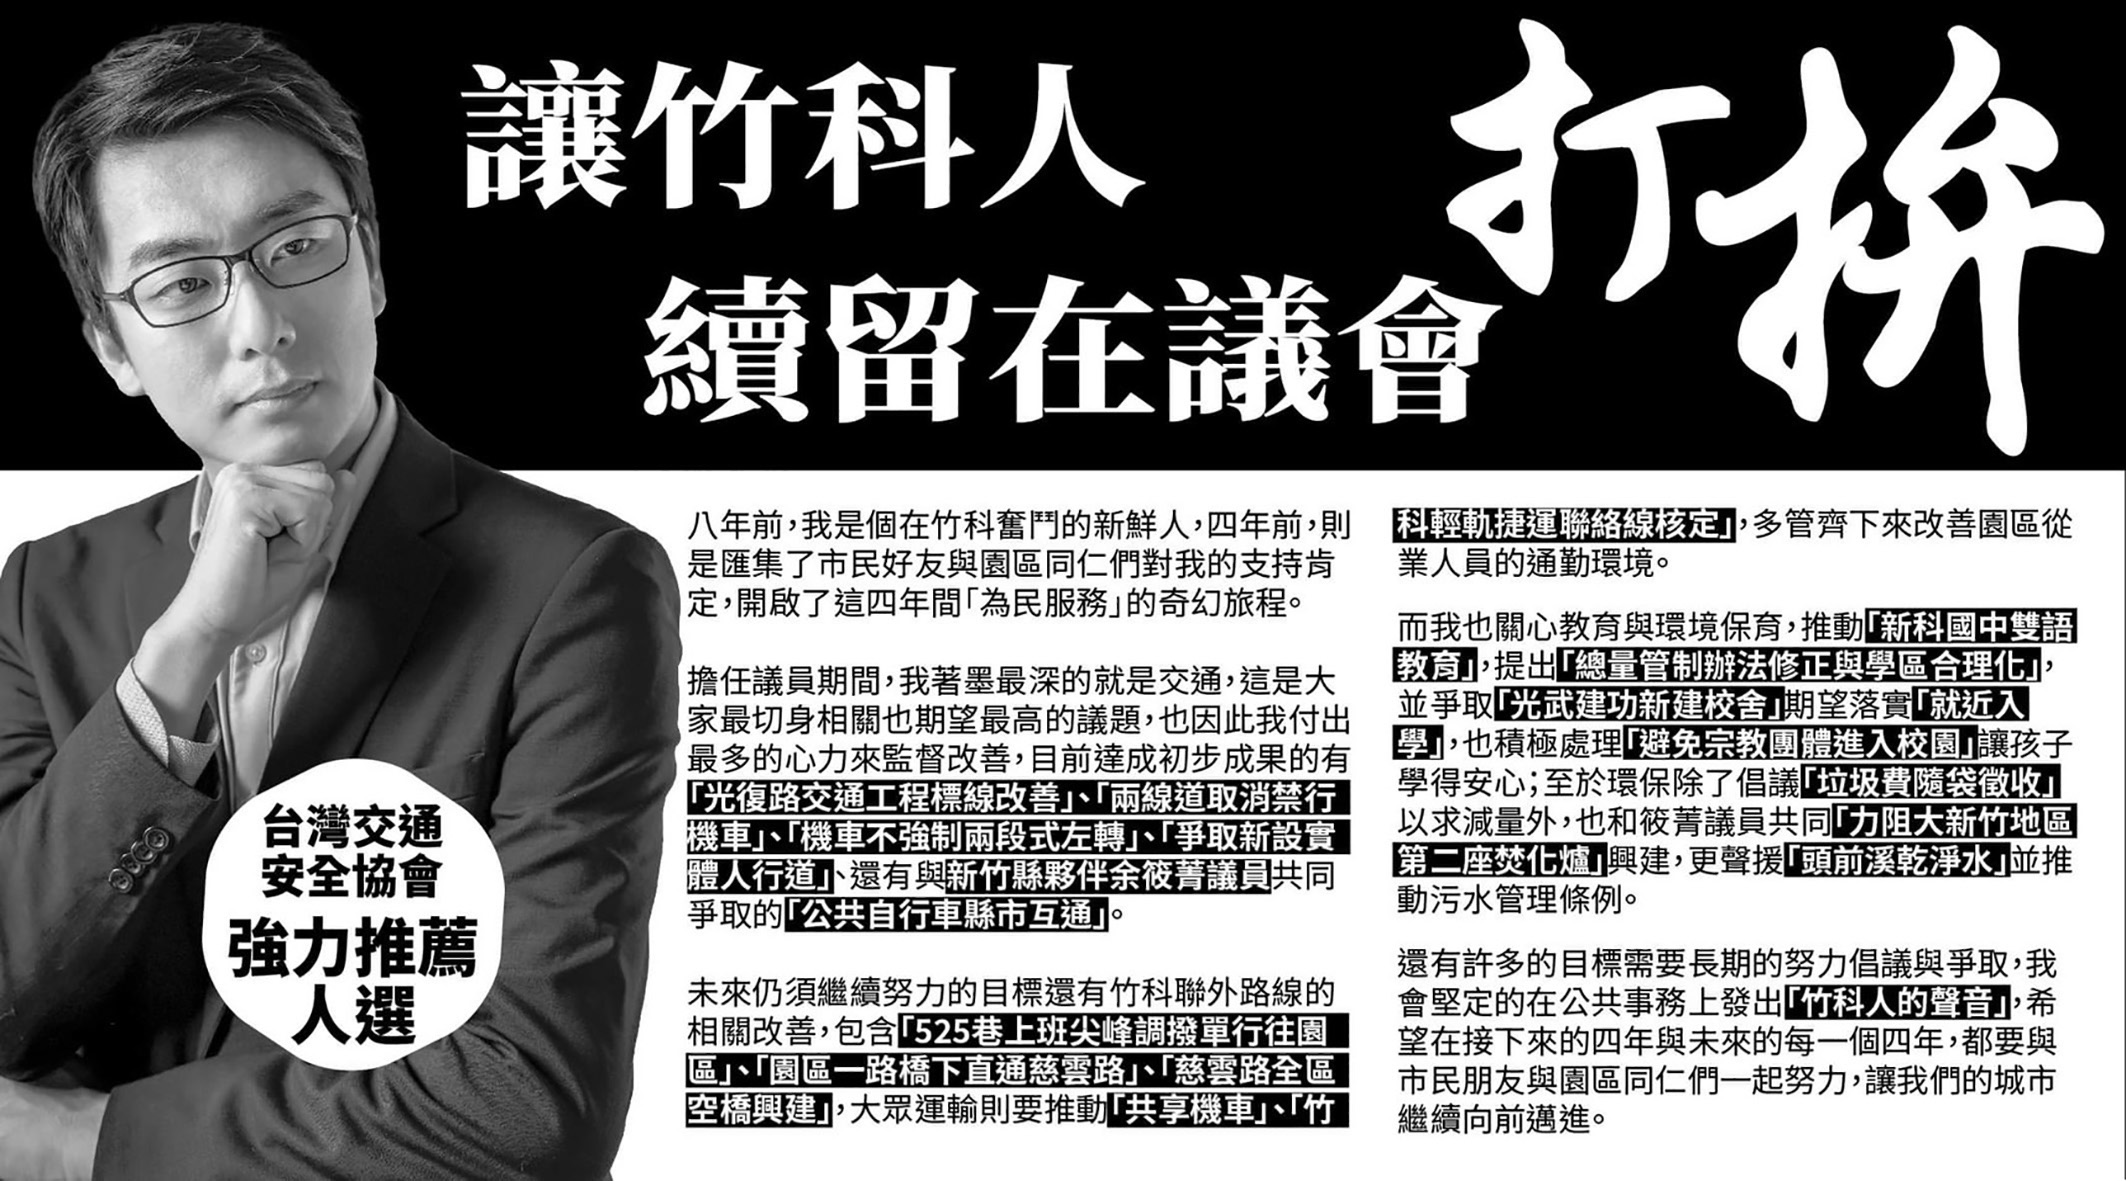 讓竹科人
續留在議會
打拚
台灣交通
安全協會
強力推薦
人選
八年前，我是個在竹科奮鬥的新鮮人，四年前，則
是匯集了市民好友與園區同仁們對我的支持肯
定，開啟了這四年間「為民服務」的奇幻旅程。
擔任議員期間，我著墨最深的就是交通，這是大
家最切身相關也期望最高的議題，也因此我付出
最多的心力來監督改善，目前達成初步成果的有
「光復路交通工程標線改善」、「兩線道取消禁行
機車」、「機車不強制兩段式左轉」、「爭取新設實
體人行道」、還有與新竹縣夥伴余筱菁議員共同
爭取的「公共自行車縣市互通」。
未來仍須繼續努力的目標還有竹科聯外路線的
相關改善，包含「525巷上班尖峰調撥單行往園
區」、「園區一路橋下直通慈雲路」、「慈雲路全區
空橋興建」，大眾運輸則要推動「共享機車」、「竹
科輕軌捷運聯絡線核定」，多管齊下來改善園區從
業人員的通勤環境。
而我也關心教育與環境保育，推動「新科國中雙語
教育」，提出「總量管制辦法修正與學區合理化」，
並爭取「光武建功新建校舍」期望落實「就近入
學」，也積極處理「避免宗教團體進入校園」讓孩子
學得安心；至於環保除了倡議「垃圾費隨袋徵收」
以求減量外，也和筱菁議員共同「力阻大新竹地區
第二座焚化爐」興建，更聲援「頭前溪乾淨水」並推
動污水管理條例。
還有許多的目標需要長期的努力倡議與爭取，我
會堅定的在公共事務上發出「竹科人的聲音」，希
望在接下來的四年與未來的每一個四年，都要與
市民朋友與園區同仁們一起努力，讓我們的城市
繼續向前邁進。